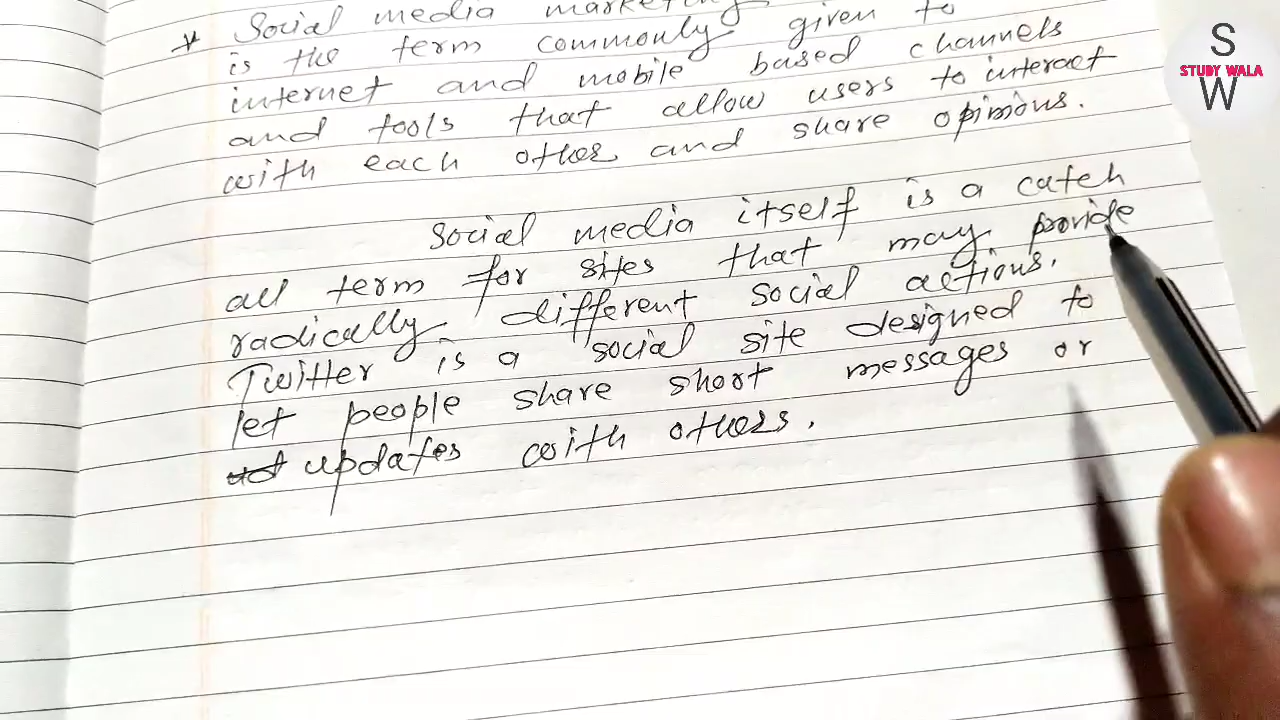 * Social media marketing
is the term commonly given to
internet and mobile based channels
and tools that allow users to interact
with each other and share opinions.
Social media itself is a catch
all term for sites that may provide
radically different social actions.
Twitter is a social site designed to
let people share short messages or
updates with others.
S
STUDY WALA
W